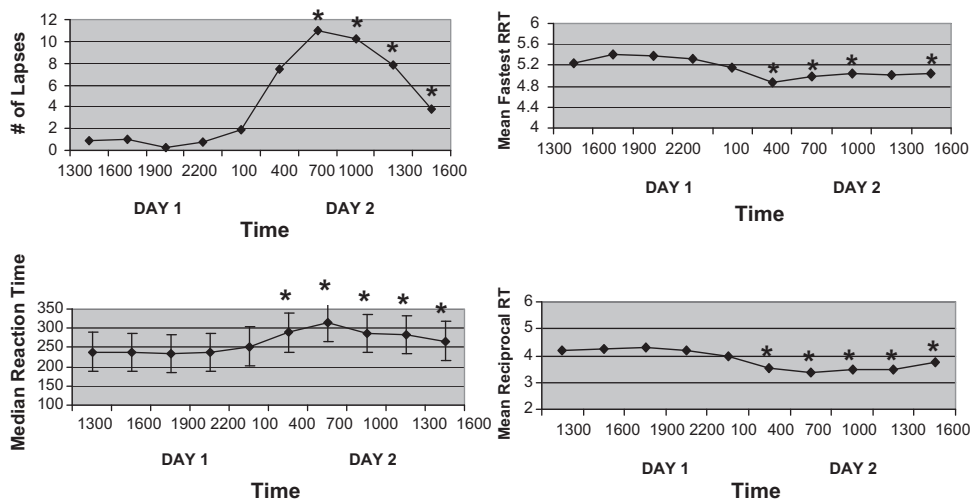 # of Lapses
12
10
8
6
4
2
0
* * * *
1300 1600 1900 2200 100 400 700 1000 1300 1600
DAY 1 DAY 2
Time
Mean Fastest RRT
6
5.6
5.2
4.8
4.4
4
* * * *
1300 1600 1900 2200 100 400 700 1000 1300 1600
DAY 1 DAY 2
Time
Median Reaction Time
350
300
250
200
150
100
* * * * *
1300 1600 1900 2200 100 400 700 1000 1300 1600
DAY 1 DAY 2
Time
Mean Reciprocal RT
6
5
4
3
2
* * * * *
1300 1600 1900 2200 100 400 700 1000 1300 1600
DAY 1 DAY 2
Time